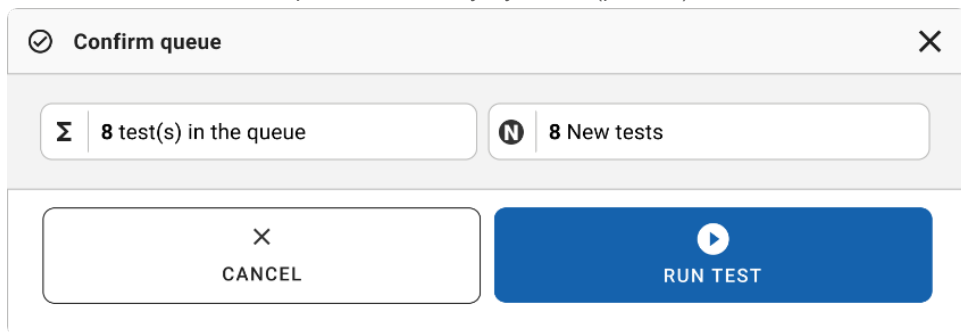 Confirm queue
Σ 8 test(s) in the queue
N 8 New tests
CANCEL
RUN TEST